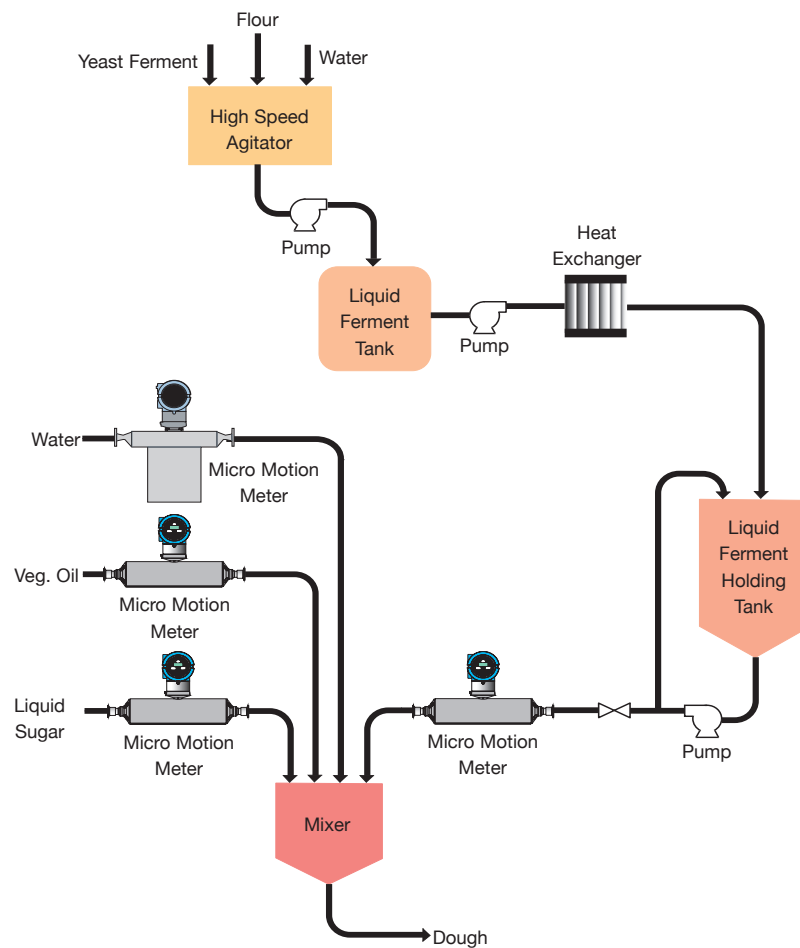 Flour
Yeast Ferment
Water
High Speed
Agitator
Pump
Heat
Exchanger
Liquid
Ferment
Tank
Pump
Water
Micro Motion
Meter
Liquid
Ferment
Holding
Tank
Veg. Oil
Micro Motion
Meter
Liquid
Sugar
Micro Motion
Meter
Micro Motion
Meter
Pump
Mixer
Dough